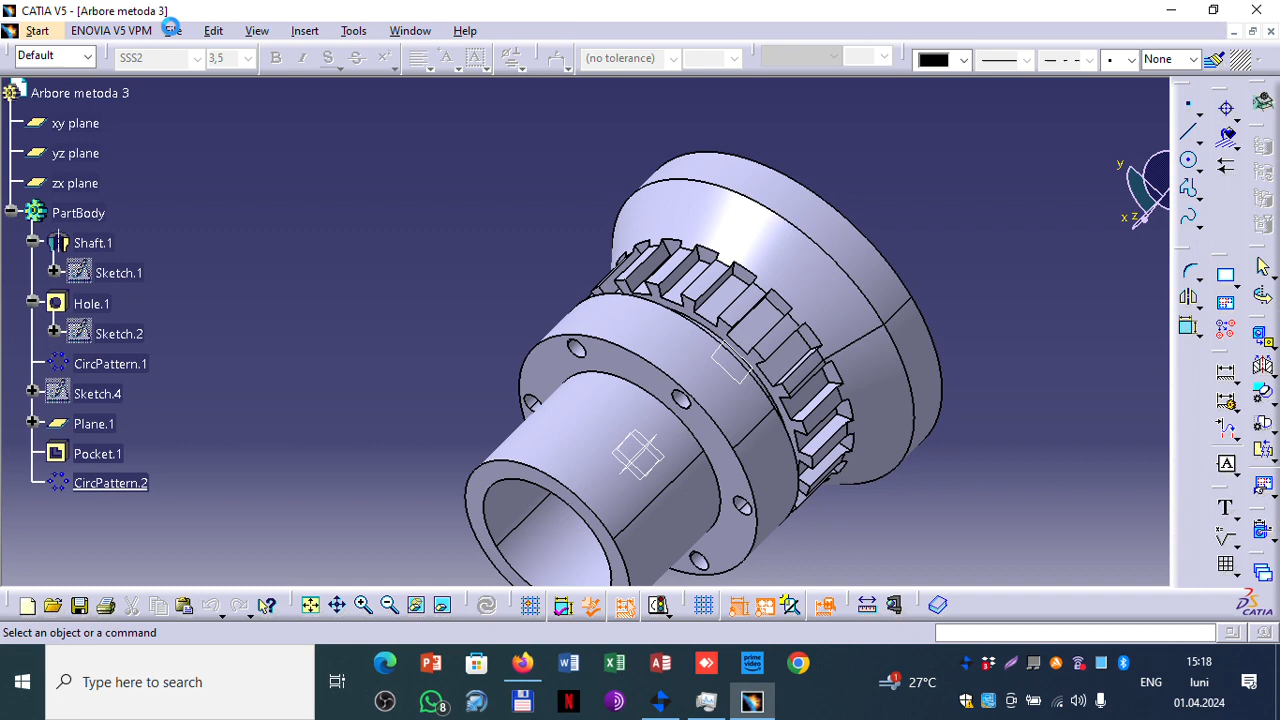 CATIA V5 - [Arbore metoda 3]
Start ENOVIA V5 VPM File Edit View Insert Tools Window Help
Default SSS2 3,5 (no tolerance) None
Arbore metoda 3
xy plane
yz plane
zx plane
PartBody
Shaft.1
Sketch.1
Hole.1
Sketch.2
CircPattern.1
Sketch.4
Plane.1
Pocket.1
CircPattern.2
y
x z
CATIA
Select an object or a command
Type here to search
8
1
27°C
ENG
15:18
luni
01.04.2024